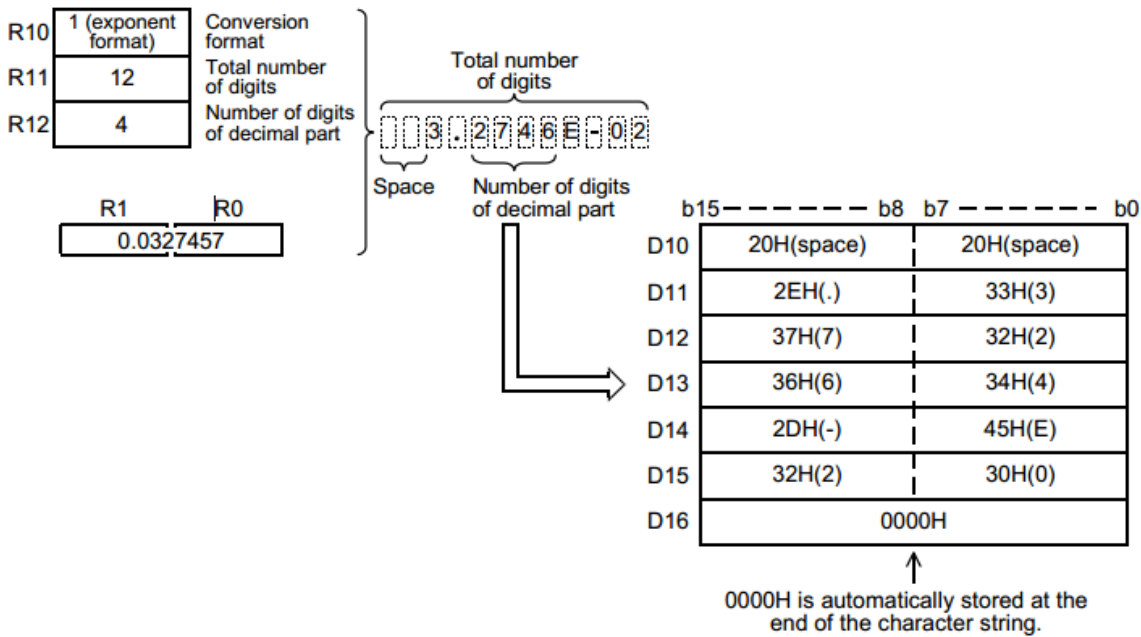 R10 1 (exponent format) Conversion format
R11 12 Total number of digits
R12 4 Number of digits of decimal part
Total number
of digits
3.2746E-02
Space
Number of digits
of decimal part
R1 R0
0.0327457
b15 b8 b7 b0
D10 20H(space) 20H(space)
D11 2EH(.) 33H(3)
D12 37H(7) 32H(2)
D13 36H(6) 34H(4)
D14 2DH(-) 45H(E)
D15 32H(2) 30H(0)
D16 0000H
0000H is automatically stored at the
end of the character string.